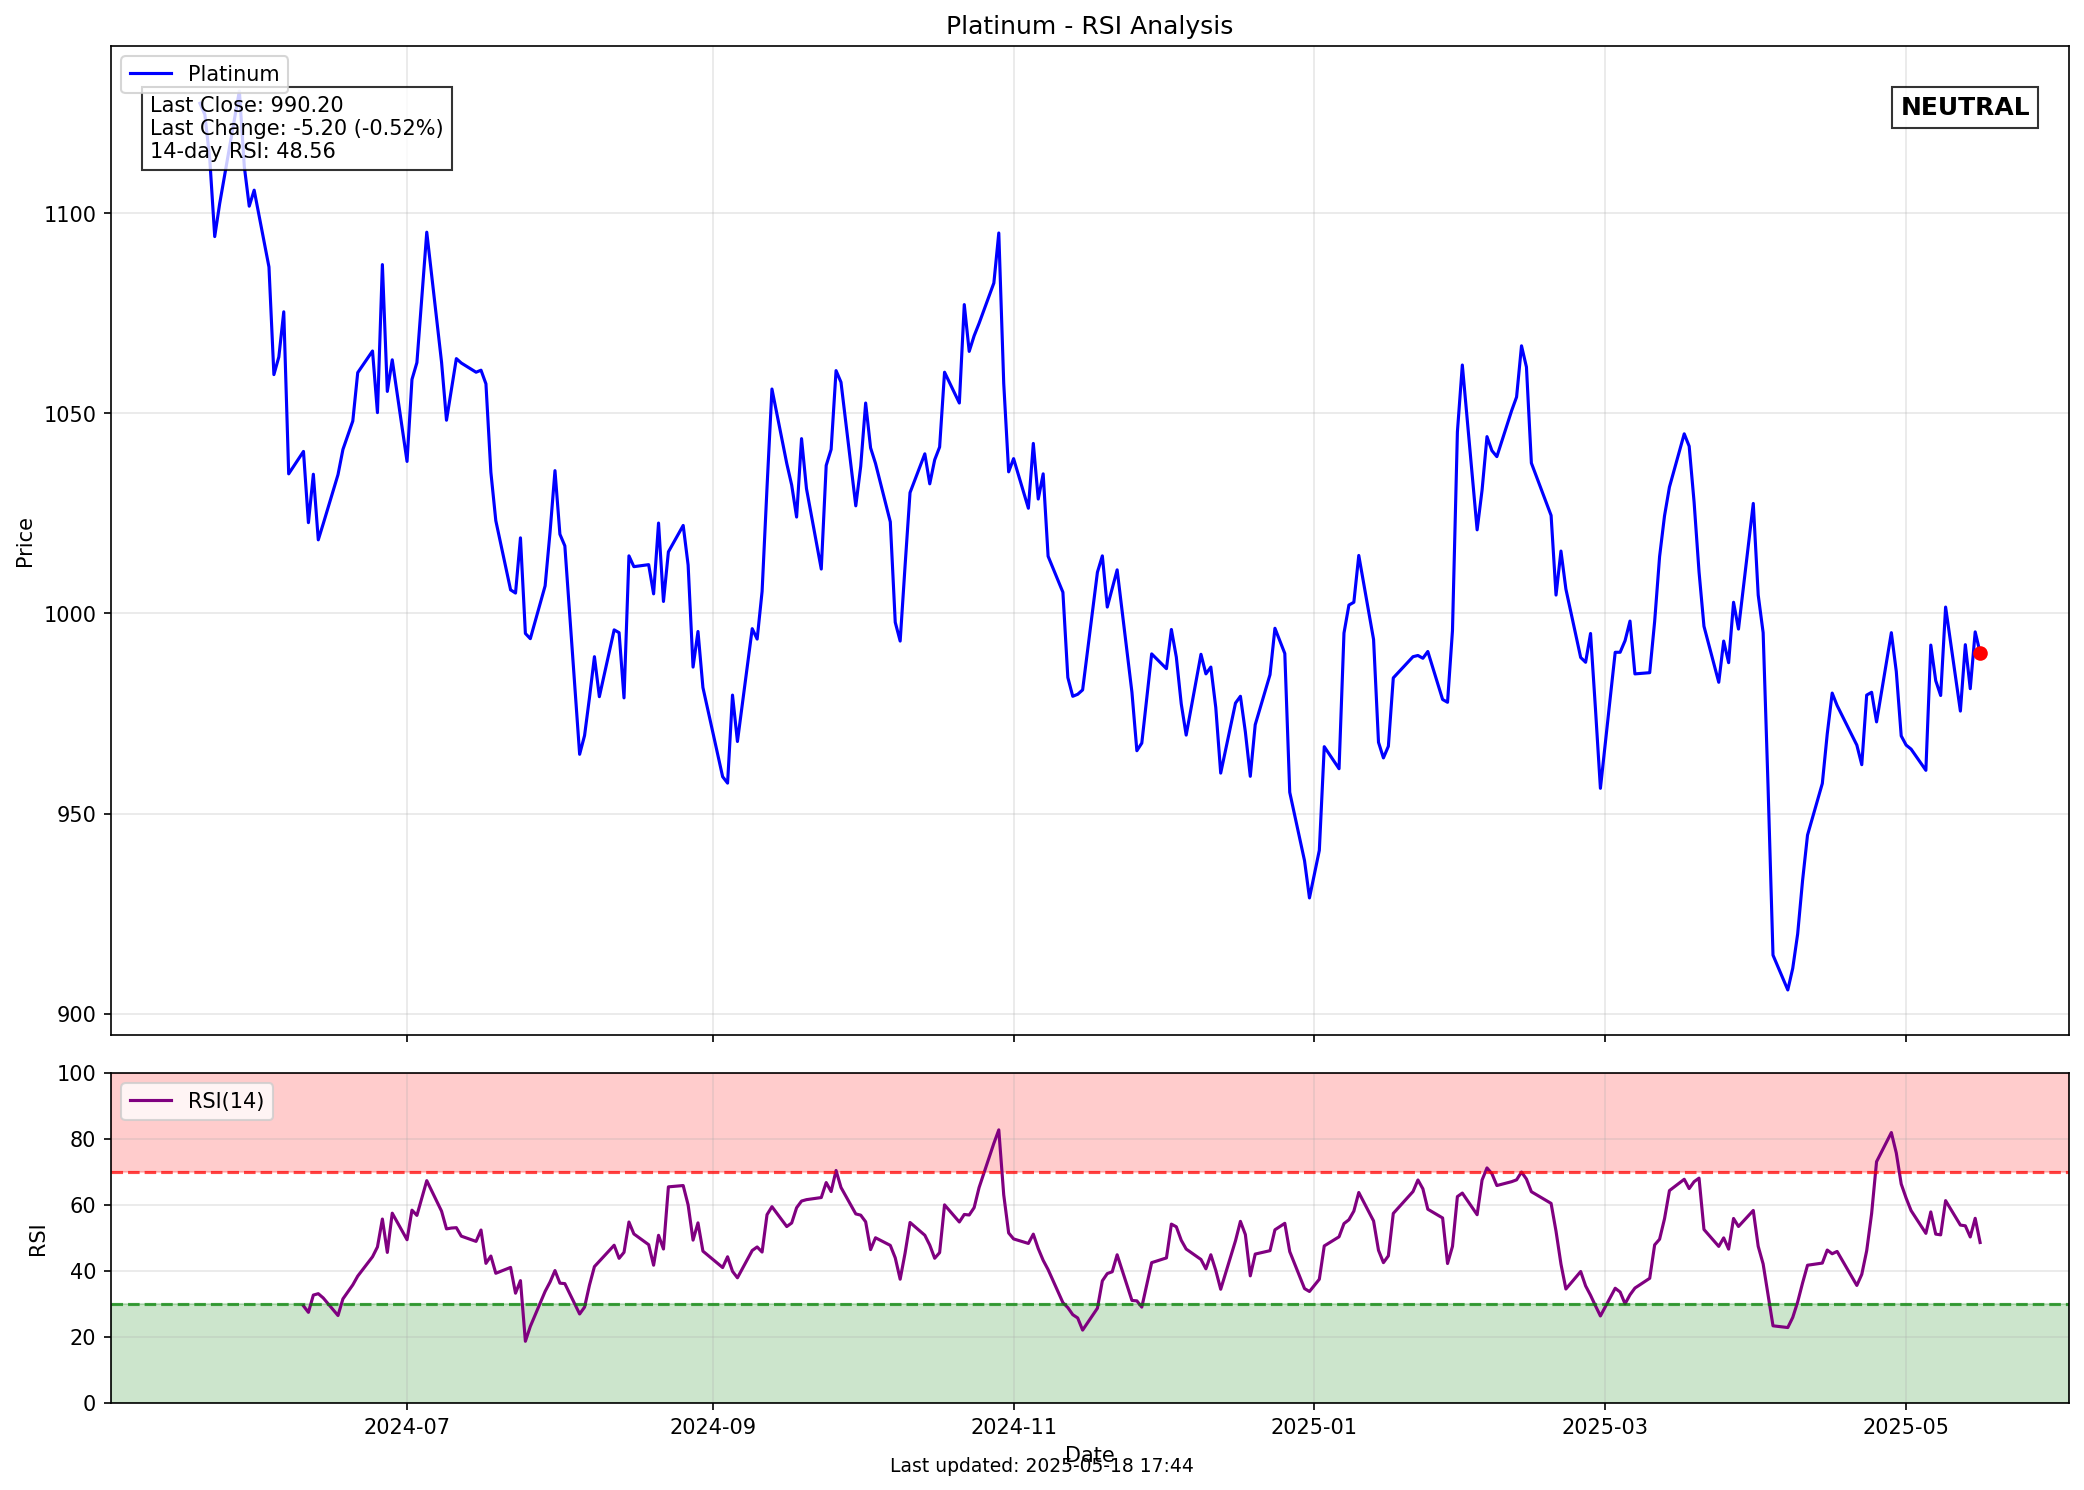 Platinum - RSI Analysis
Platinum
Last Close: 990.20
Last Change: -5.20 (-0.52%)
14-day RSI: 48.56
NEUTRAL
Price
1100
1050
1000
950
900
RSI(14)
RSI
100
80
60
40
20
0
2024-07
2024-09
2024-11
2025-01
2025-03
2025-05
Date
Last updated: 2025-05-18 17:44